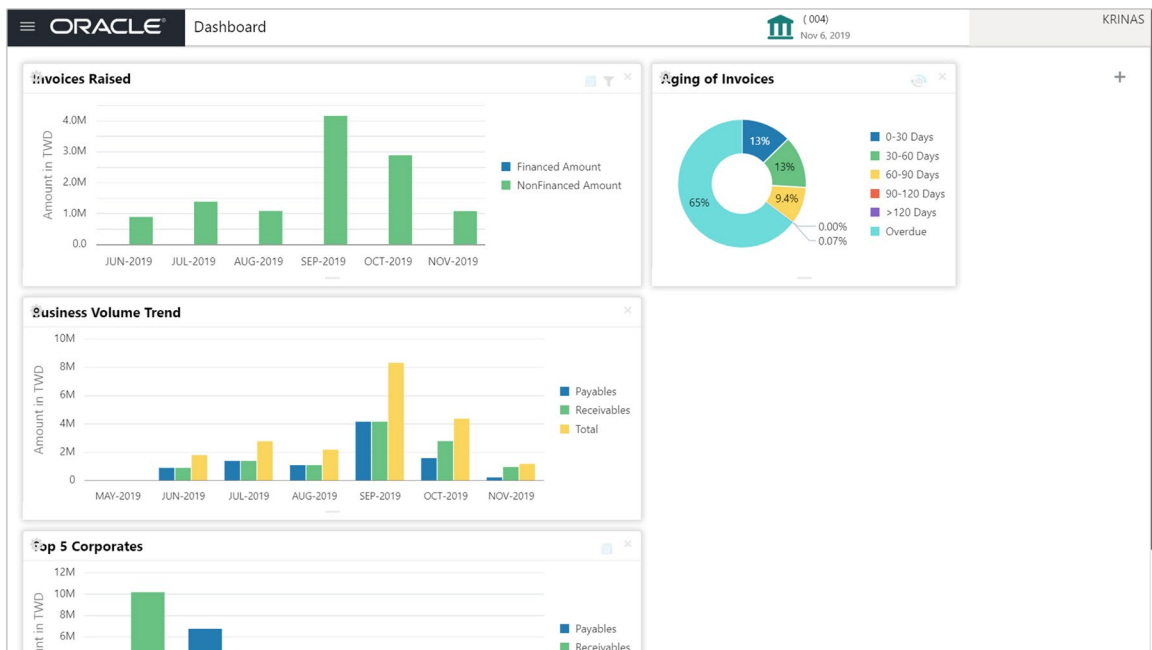 ORACLE®
Dashboard
( 004)
Nov 6, 2019
KRINAS
Invoices Raised
Amount in TWD
4.0M
3.0M
2.0M
1.0M
0.0
JUN-2019 JUL-2019 AUG-2019 SEP-2019 OCT-2019 NOV-2019
Financed Amount
NonFinanced Amount
Aging of Invoices
13%
13%
9.4%
65%
0.00%
0.07%
0-30 Days
30-60 Days
60-90 Days
90-120 Days
>120 Days
Overdue
Business Volume Trend
Amount in TWD
10M
8M
6M
4M
2M
0
MAY-2019 JUN-2019 JUL-2019 AUG-2019 SEP-2019 OCT-2019 NOV-2019
Payables
Receivables
Total
Top 5 Corporates
nt in TWD
12M
10M
8M
6M
Payables
Receivables